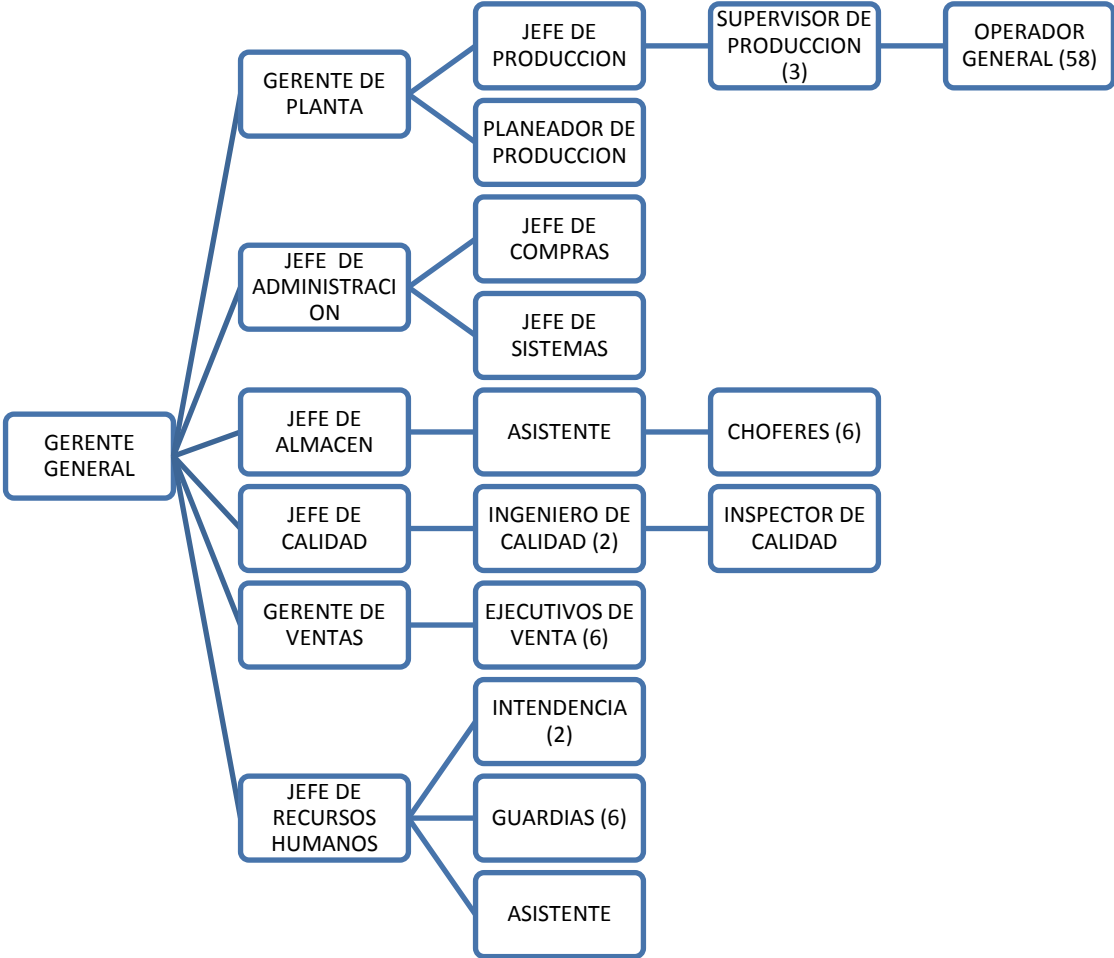 GERENTE
GENERAL
GERENTE DE
PLANTA
JEFE DE
PRODUCCION
SUPERVISOR DE
PRODUCCION
(3)
OPERADOR
GENERAL (58)
PLANEADOR DE
PRODUCCION
JEFE DE
ADMINISTRACI
ON
JEFE DE
COMPRAS
JEFE DE
SISTEMAS
JEFE DE
ALMACEN
ASISTENTE
CHOFERES (6)
JEFE DE
CALIDAD
INGENIERO DE
CALIDAD (2)
INSPECTOR DE
CALIDAD
GERENTE DE
VENTAS
EJECUTIVOS DE
VENTA (6)
JEFE DE
RECURSOS
HUMANOS
INTENDENCIA
(2)
GUARDIAS (6)
ASISTENTE